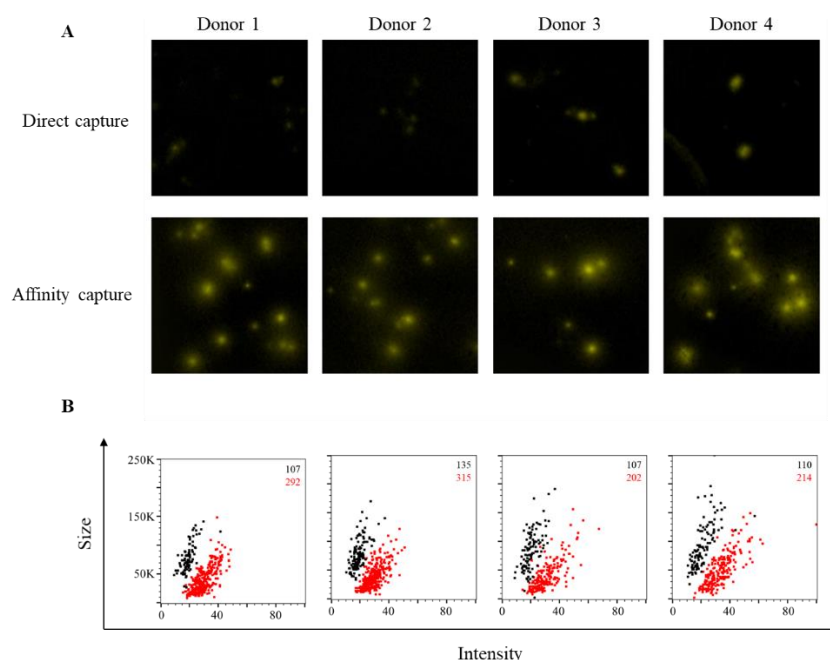 A
Donor 1 Donor 2 Donor 3 Donor 4
Direct capture
Affinity capture
B
250K
150K
50K
Size
107
292
135
315
107
202
110
214
0 40 80
0 40 80
0 40 80
0 40 80
Intensity